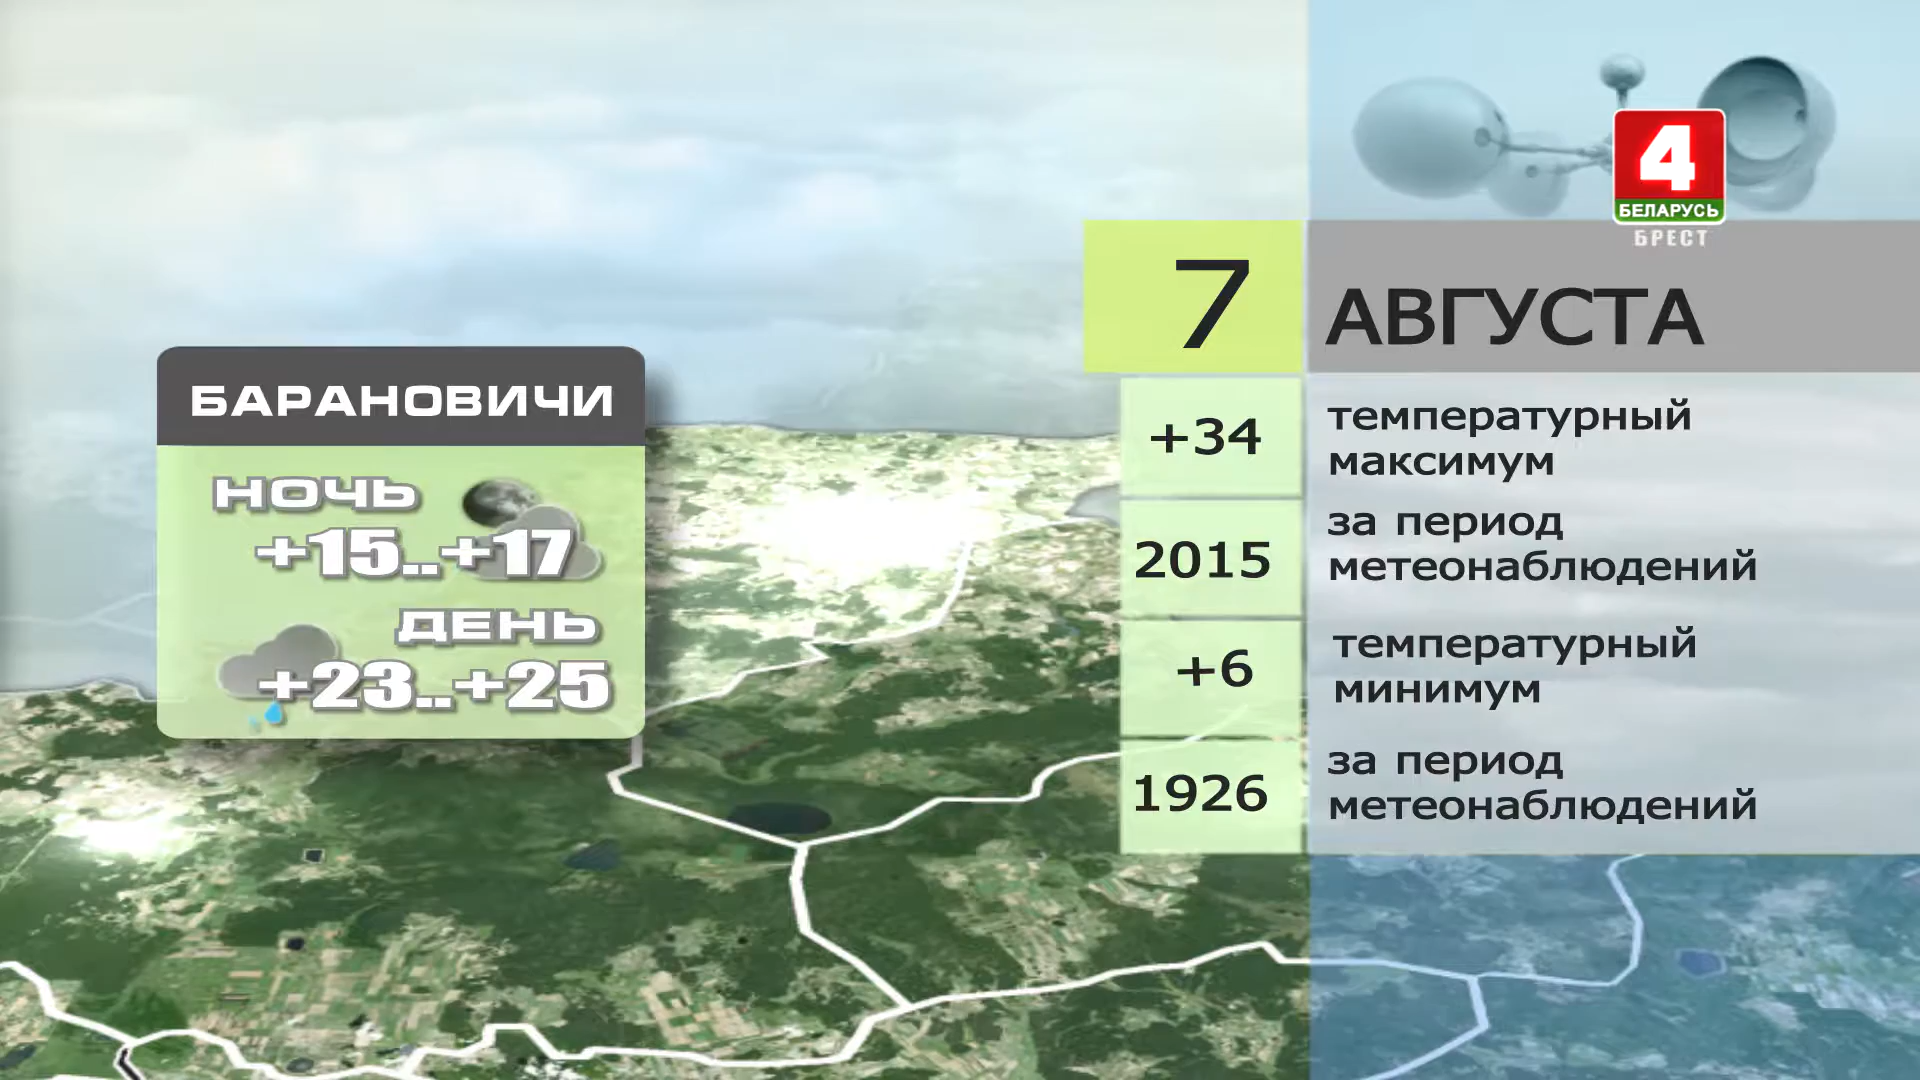 4
БЕЛАРУСЬ
БРЕСТ
7 АВГУСТА
БАРАНОВИЧИ
НОЧЬ
+15..+17
ДЕНЬ
+23..+25
+34
температурный
максимум
2015
за период
метеонаблюдений
+6
температурный
минимум
1926
за период
метеонаблюдений